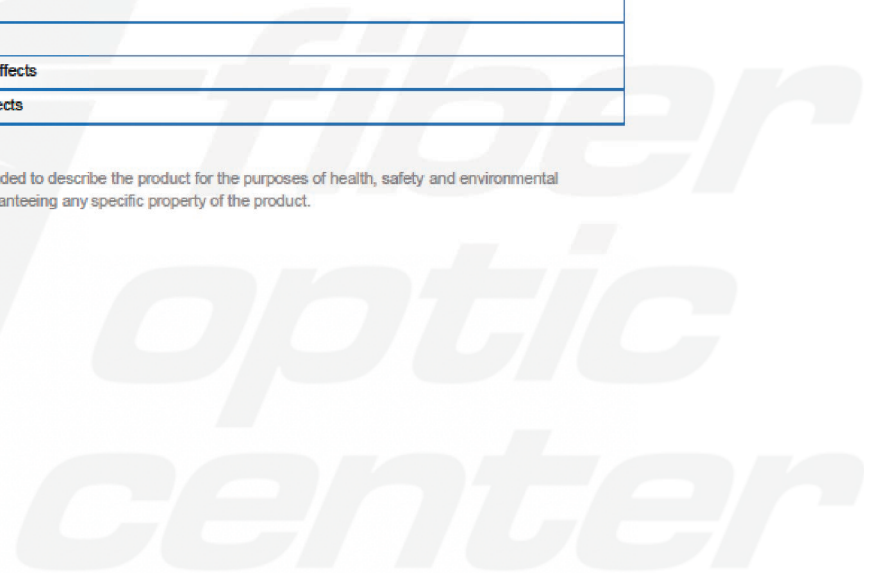 ffects
ects
ded to describe the product for the purposes of health, safety and environmental
anteeing any specific property of the product.
fiber
optic
center